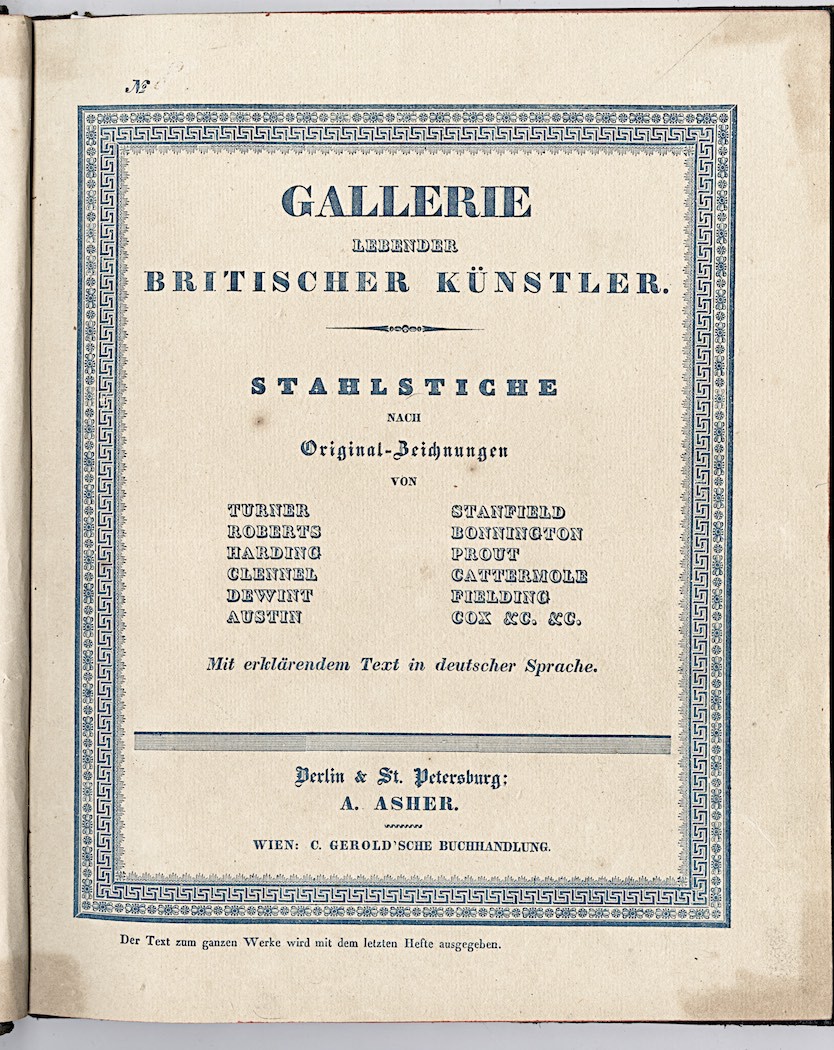 №
GALLERIE
LEBENDER
BRITISCHER KÜNSTLER.
STAHLSTICHE
NACH
Original-Zeichnungen
VON
TURNER
ROBERTS
HARDING
CLENNEL
DEWINT
AUSTIN
STANFIELD
BONNINGTON
PROUT
CATTERMOLE
FIELDING
COX &C. &C.
Mit erklärendem Text in deutscher Sprache.
Berlin & St. Petersburg;
A. ASHER.
WIEN: C. GEROLD'SCHE BUCHHANDLUNG.
Der Text zum ganzen Werke wird mit dem letzten Hefte ausgegeben.